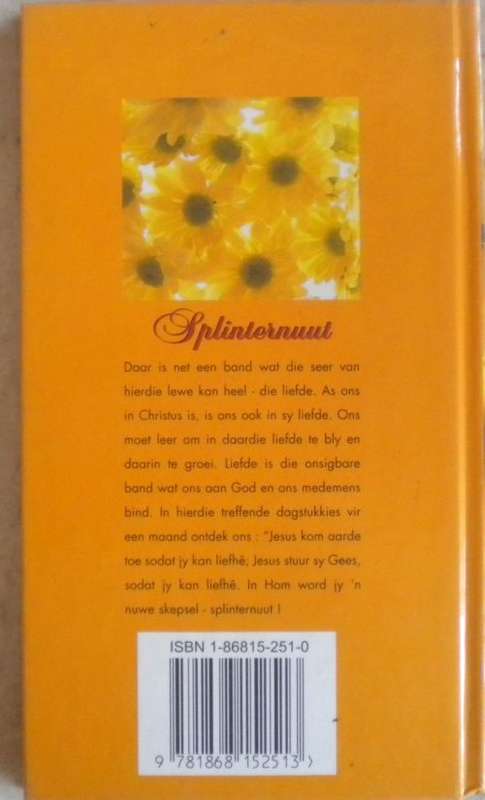 Splinternuut
Daar is net een band wat die seer van
hierdie lewe kan heel - die liefde. As ons
in Christus is, is ons ook in sy liefde. Ons
moet leer om in daardie liefde te bly en
daarin te groei. Liefde is die onsigbare
band wat ons aan God en ons medemens
bind. In hierdie treffende dagstukkies vir
een maand ontdek ons : "Jesus kom aarde
toe sodat jy kan liefhê; Jesus stuur sy Gees,
sodat jy kan liefhê. In Hom word jy 'n
nuwe skepsel - splinternuut !
ISBN 1-86815-251-0
9 781868 152513 >